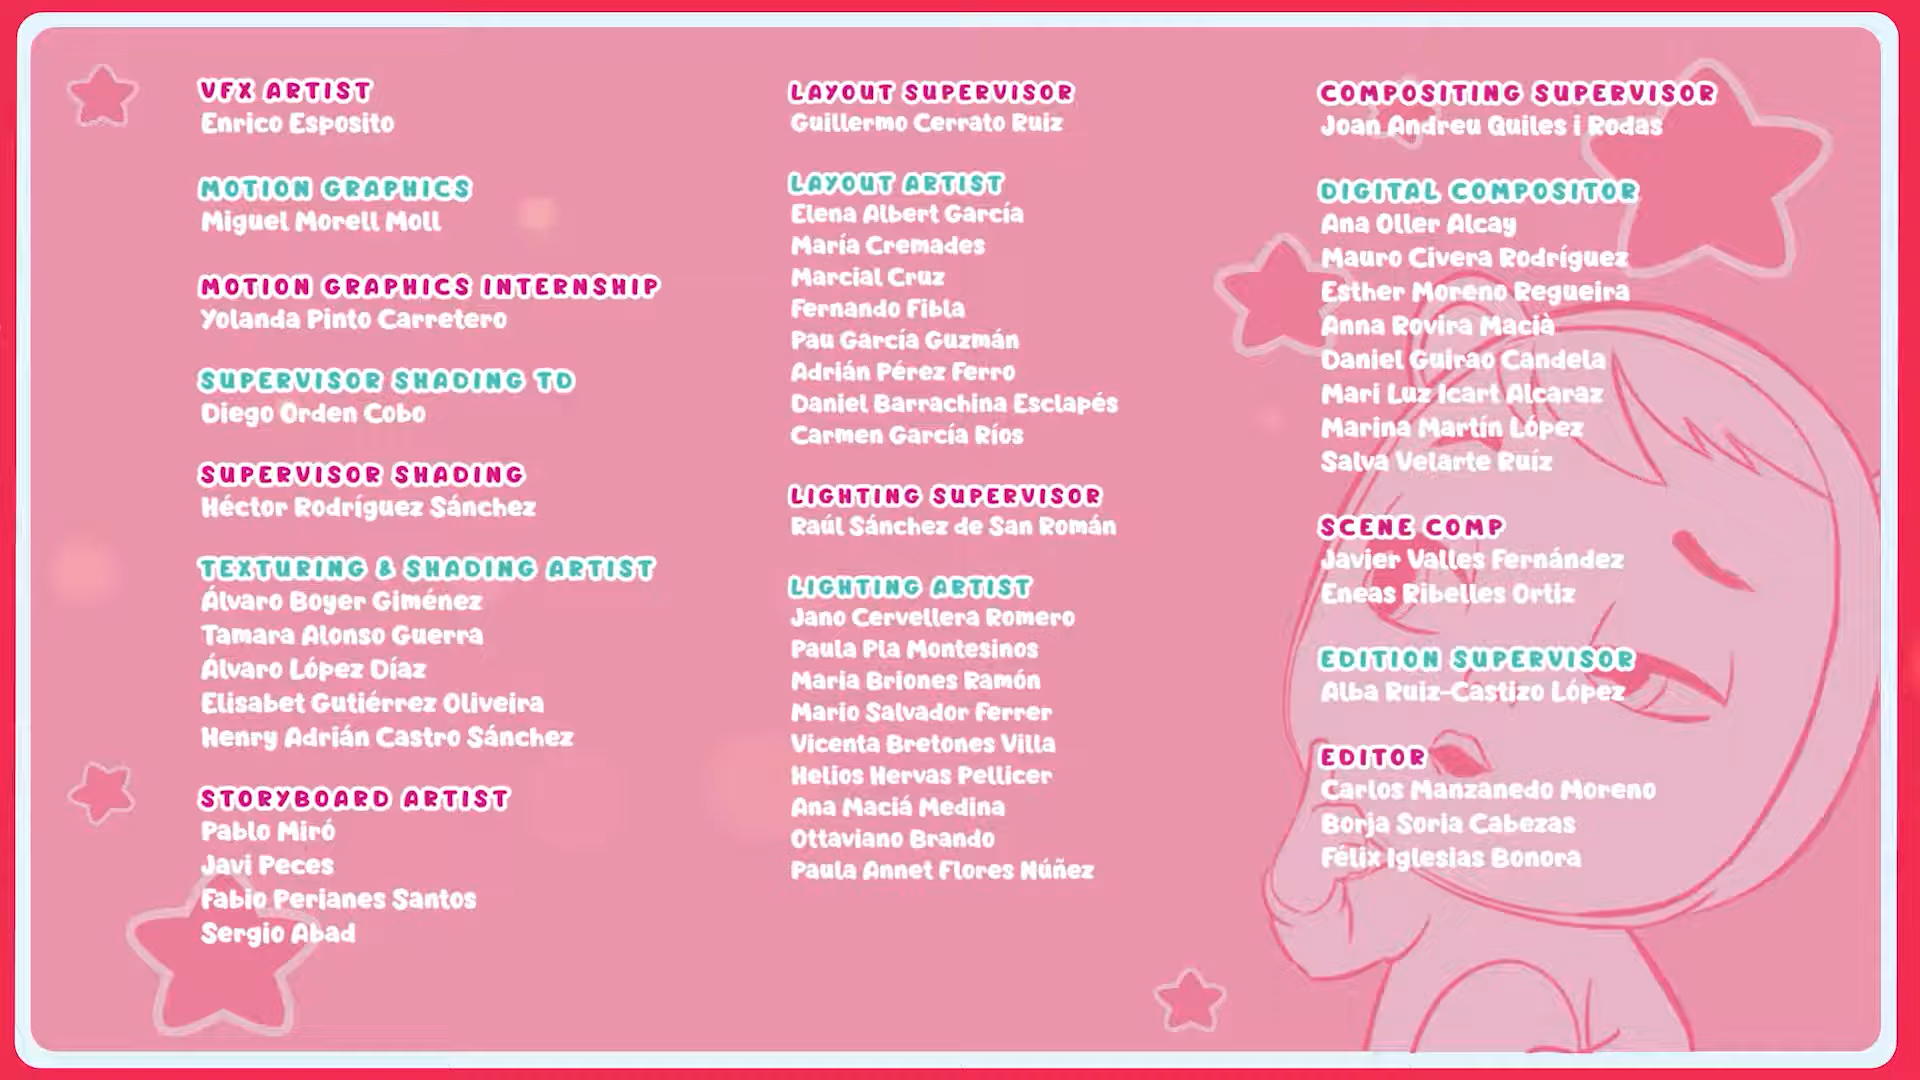 VFX ARTIST
Enrico Esposito
MOTION GRAPHICS
Miguel Morell Moll
MOTION GRAPHICS INTERNSHIP
Yolanda Pinto Carretero
SUPERVISOR SHADING TD
Diego Orden Cobo
SUPERVISOR SHADING
Héctor Rodríguez Sánchez
TEXTURING & SHADING ARTIST
Álvaro Boyer Giménez
Tamara Alonso Guerra
Álvaro López Díaz
Elisabet Gutiérrez Oliveira
Henry Adrián Castro Sánchez
STORYBOARD ARTIST
Pablo Miró
Javi Peces
Fabio Perianes Santos
Sergio Abad
LAYOUT SUPERVISOR
Guillermo Cerrato Ruiz
LAYOUT ARTIST
Elena Albert García
María Cremades
Marcial Cruz
Fernando Fibla
Pau García Guzmán
Adrián Pérez Ferro
Daniel Barrachina Esclapés
Carmen García Ríos
LIGHTING SUPERVISOR
Raúl Sánchez de San Román
LIGHTING ARTIST
Jano Cervellera Romero
Paula Pla Montesinos
Maria Briones Ramón
Mario Salvador Ferrer
Vicenta Bretones Villa
Helios Hervas Pellicer
Ana Maciá Medina
Ottaviano Brando
Paula Annet Flores Núñez
COMPOSITING SUPERVISOR
Joan Andreu Quiles i Rodas
DIGITAL COMPOSITOR
Ana Oller Alcay
Mauro Civera Rodríguez
Esther Moreno Regueira
Anna Rovira Macià
Daniel Guirao Candela
Mari Luz Icart Alcaraz
Marina Martín López
Salva Velarte Ruíz
SCENE COMP
Javier Valles Fernández
Eneas Ribelles Ortiz
EDITION SUPERVISOR
Alba Ruiz-Castizo López
EDITOR
Carlos Manzanedo Moreno
Borja Soria Cabezas
Félix Iglesias Bonora